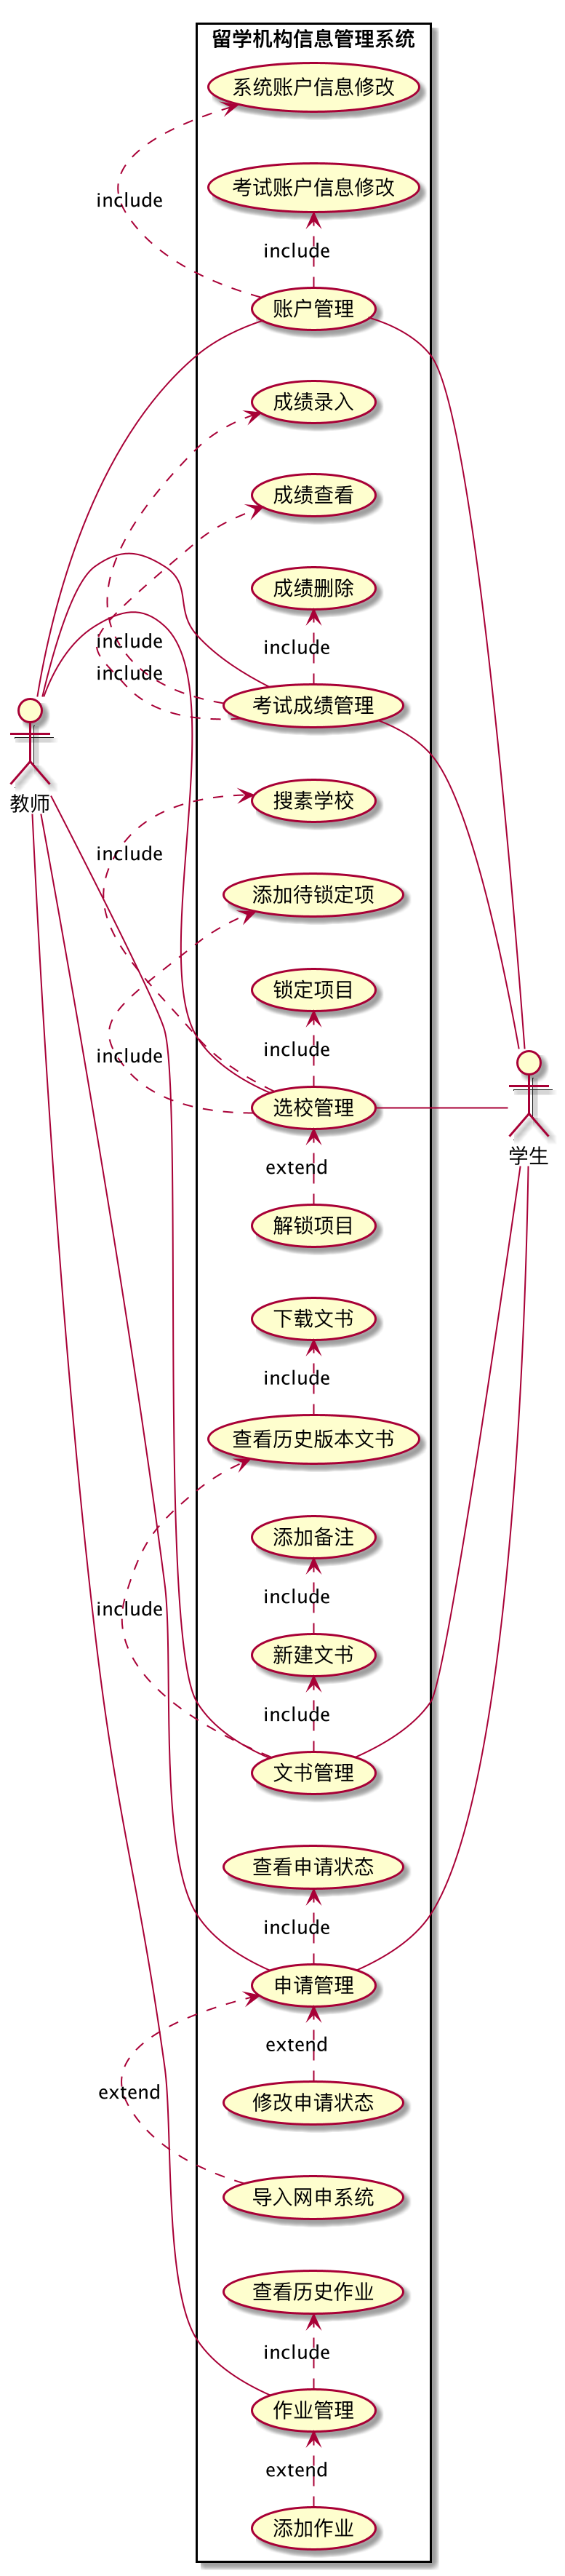 留学机构信息管理系统
系统账户信息修改
考试账户信息修改
include
include
账户管理
成绩录入
成绩查看
成绩删除
include
include
include
考试成绩管理
教师
搜素学校
include
添加待锁定项
锁定项目
include
include
选校管理
学生
extend
解锁项目
下载文书
include
查看历史版本文书
添加备注
include
include
新建文书
include
文书管理
查看申请状态
include
申请管理
extend
extend
修改申请状态
导入网申系统
查看历史作业
include
作业管理
extend
添加作业